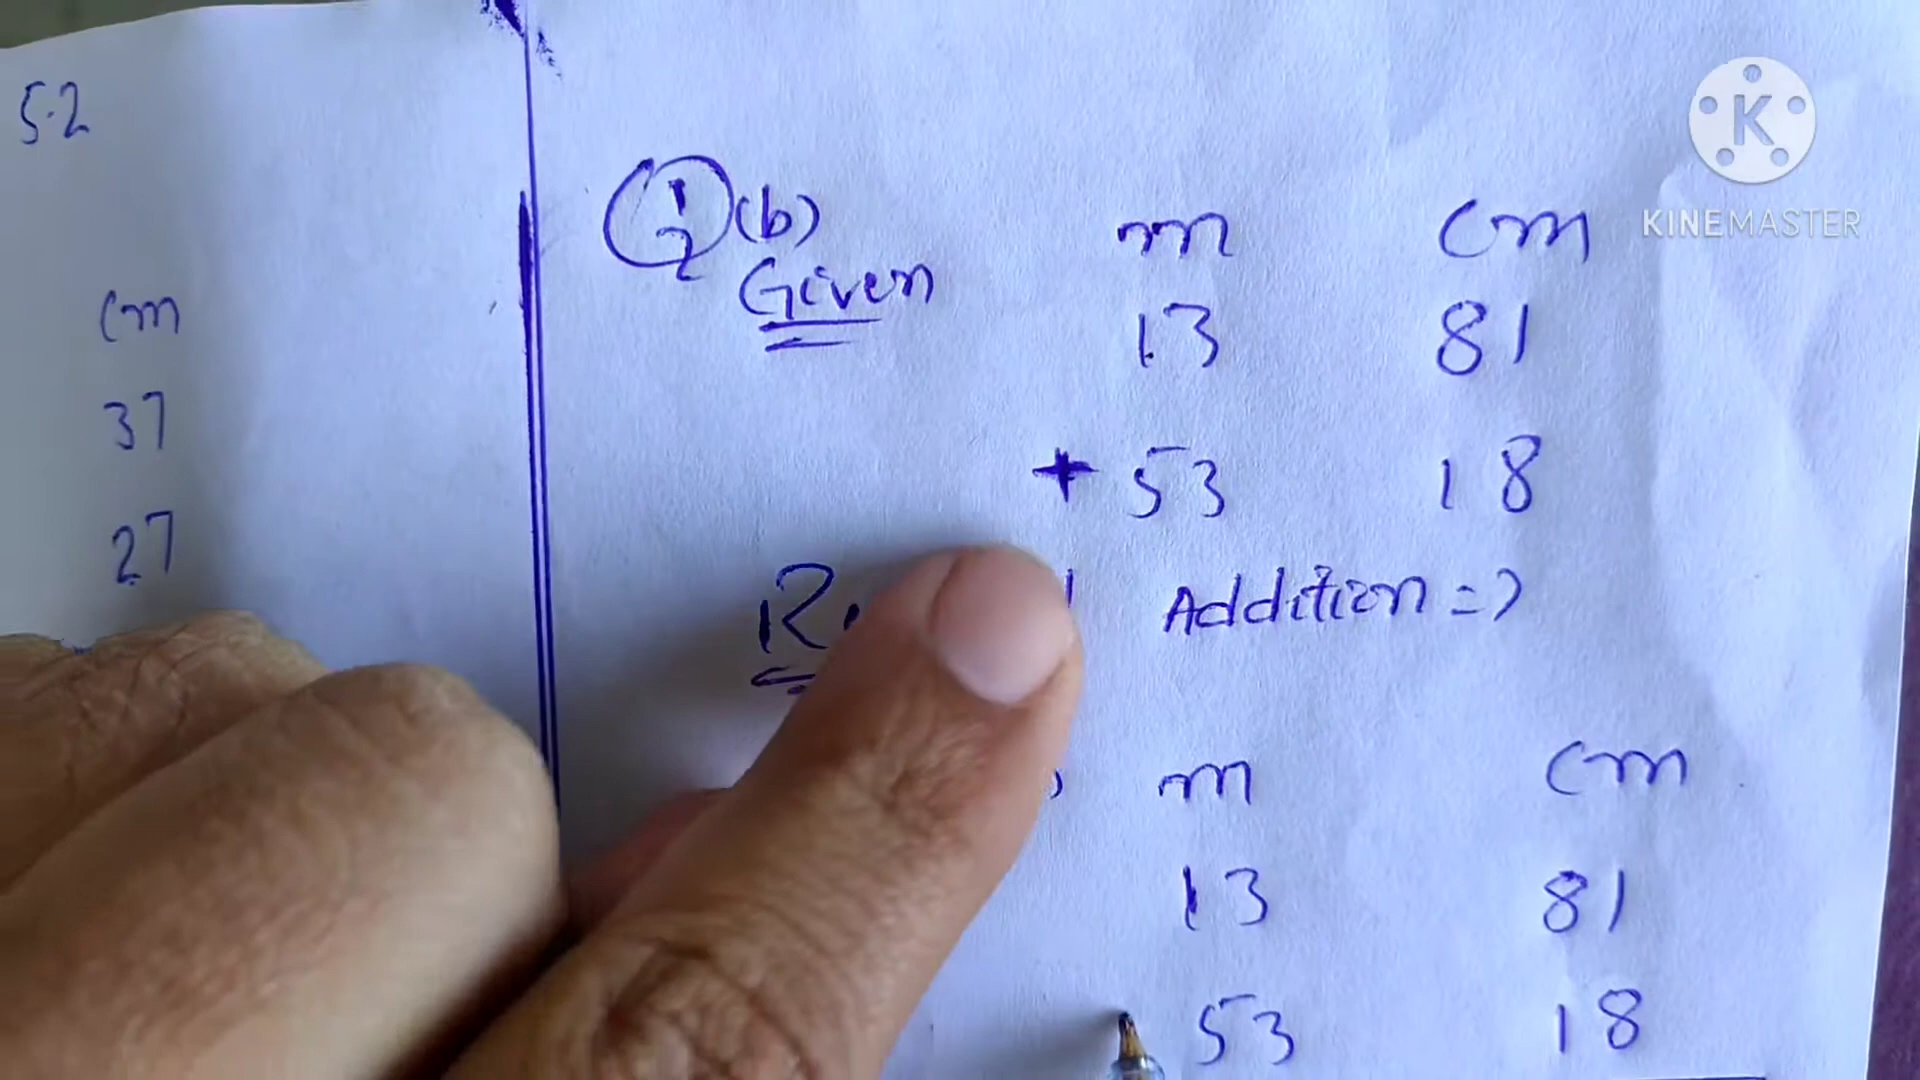 5.2
cm
37
27
1
2
(b)
Given
m cm
13 81
+ 53 18
Addition =>
m cm
13 81
53 18
K
KINEMASTER